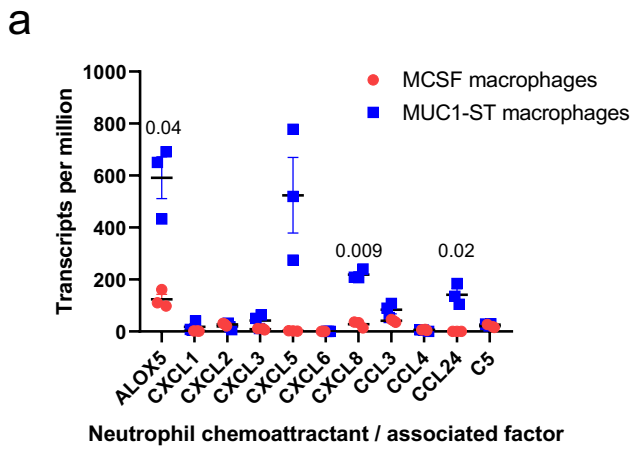 a
Transcripts per million
1000
800
600
400
200
0
MCSF macrophages
MUC1-ST macrophages
0.04
0.009
0.02
ALOX5
CXCL1
CXCL2
CXCL3
CXCL5
CXCL6
CXCL8
CCL3
CCL4
CCL24
C5
Neutrophil chemoattractant / associated factor